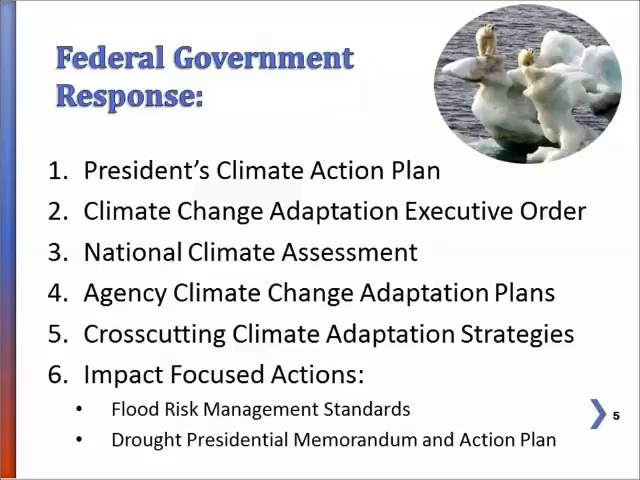 Federal Government
Response:
1. President’s Climate Action Plan
2. Climate Change Adaptation Executive Order
3. National Climate Assessment
4. Agency Climate Change Adaptation Plans
5. Crosscutting Climate Adaptation Strategies
6. Impact Focused Actions:
• Flood Risk Management Standards
• Drought Presidential Memorandum and Action Plan
5